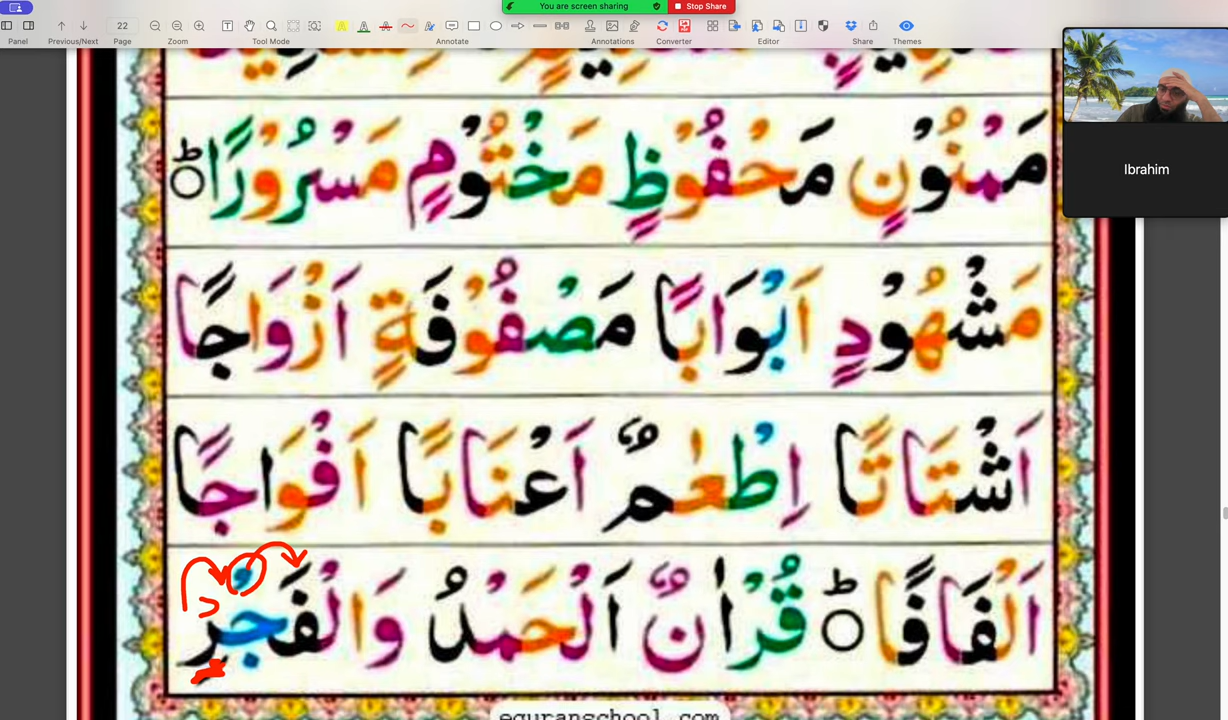 You are screen sharing
Stop Share
Panel
Previous/Next
22
Page
Zoom
Tool Mode
Annotate
Annotations
Converter
Editor
Share
Themes
Ibrahim
مَمْنُوْنٍ مَحْفُوْظٍ مَخْتُوْمٍ مَسْرُوْرًا ؕ○
مَشْهُوْدٍ اَبْوَابًا مَصْفُوْفَةٍ اَزْوَاجًا
اَشْتَاتًا اِطْعٰمٌ اَعْنَابًا اَفْوَاجًا
اَلْفَافًا ؕ○ قُرْاٰنٌ اَلْحَمْدُ وَالْفَجْرِ
equranschool.com